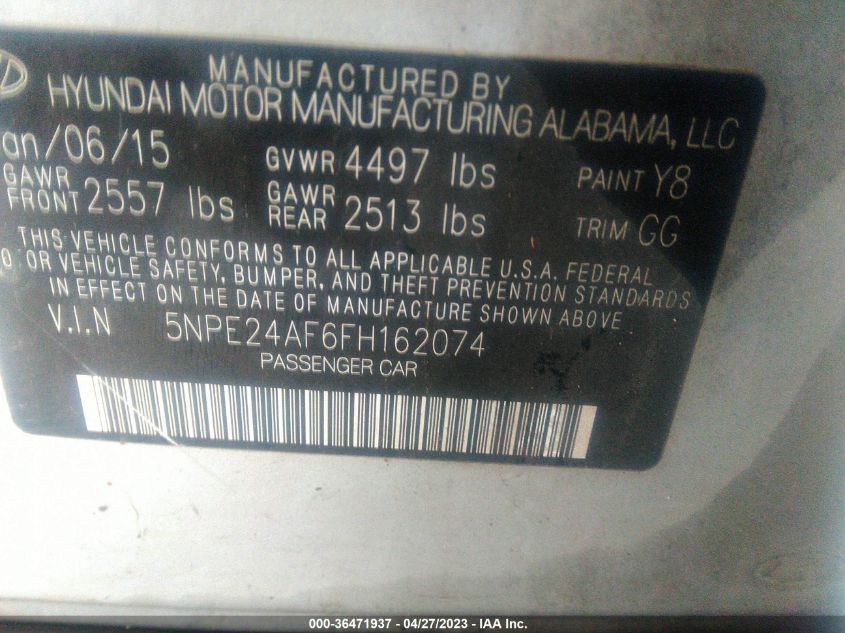 MANUFACTURED BY
HYUNDAI MOTOR MANUFACTURING ALABAMA, LLC
an/06/15 GVWR 4497 lbs PAINT Y8
GAWR FRONT 2557 lbs GAWR REAR 2513 lbs TRIM GG
THIS VEHICLE CONFORMS TO ALL APPLICABLE U.S.A. FEDERAL
OTOR VEHICLE SAFETY, BUMPER, AND THEFT PREVENTION STANDARDS
IN EFFECT ON THE DATE OF MANUFACTURE SHOWN ABOVE.
V.I.N 5NPE24AF6FH162074
PASSENGER CAR
000-36471937 - 04/27/2023 - IAA Inc.